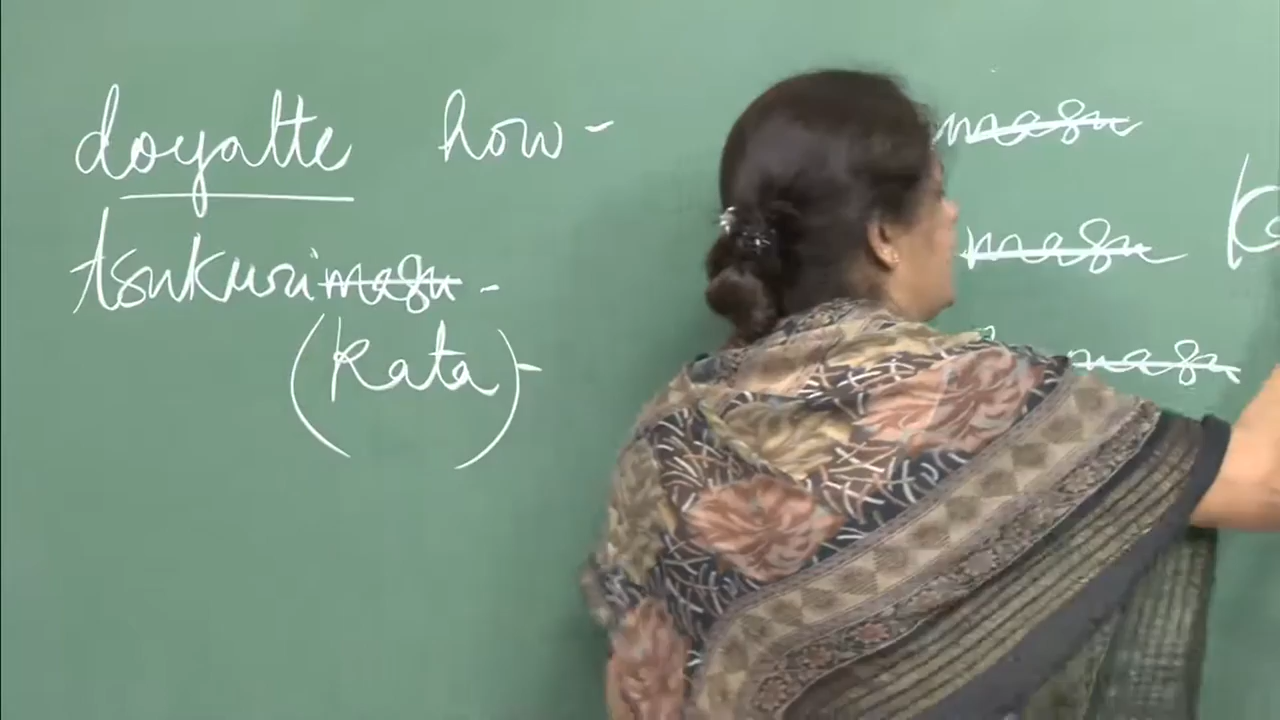 doyatte how-
masu
tsukurimasu -
masu
(kata)-
masu